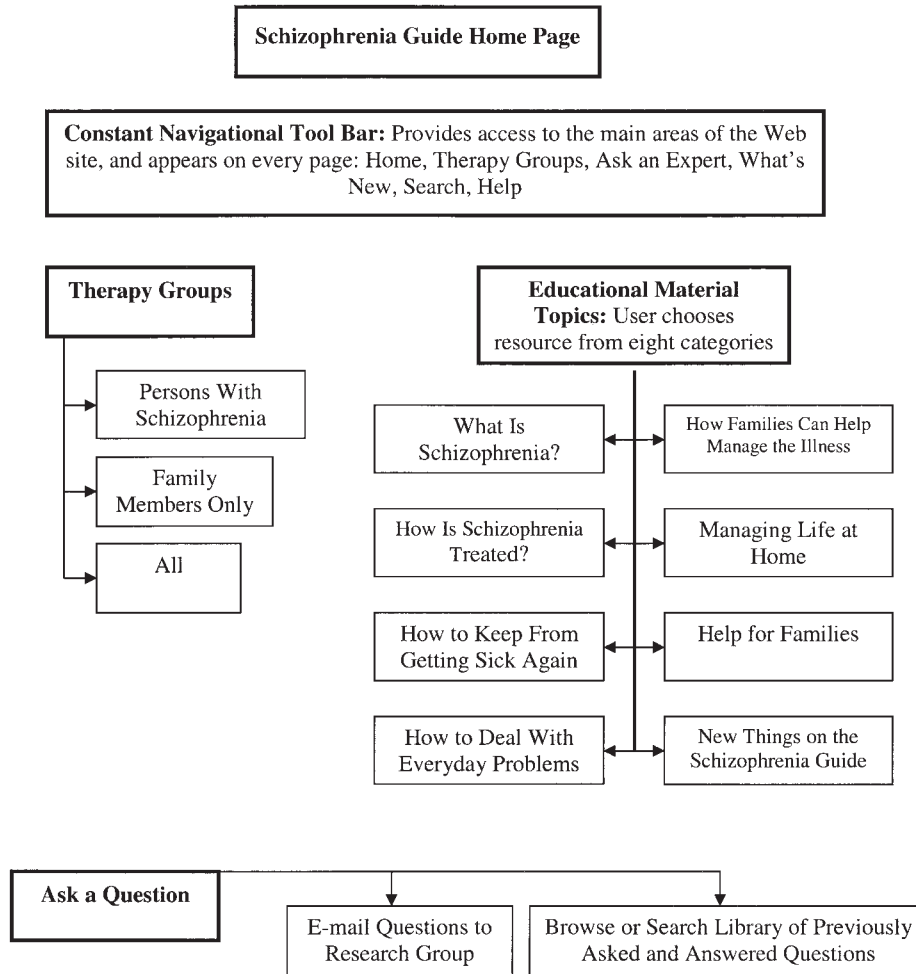 Schizophrenia Guide Home Page
Constant Navigational Tool Bar: Provides access to the main areas of the Web
site, and appears on every page: Home, Therapy Groups, Ask an Expert, What's
New, Search, Help
Therapy Groups
Persons With
Schizophrenia
Family
Members Only
All
Educational Material
Topics: User chooses
resource from eight categories
What Is
Schizophrenia?
How Families Can Help
Manage the Illness
How Is Schizophrenia
Treated?
Managing Life at
Home
How to Keep From
Getting Sick Again
Help for Families
How to Deal With
Everyday Problems
New Things on the
Schizophrenia Guide
Ask a Question
E-mail Questions to
Research Group
Browse or Search Library of Previously
Asked and Answered Questions